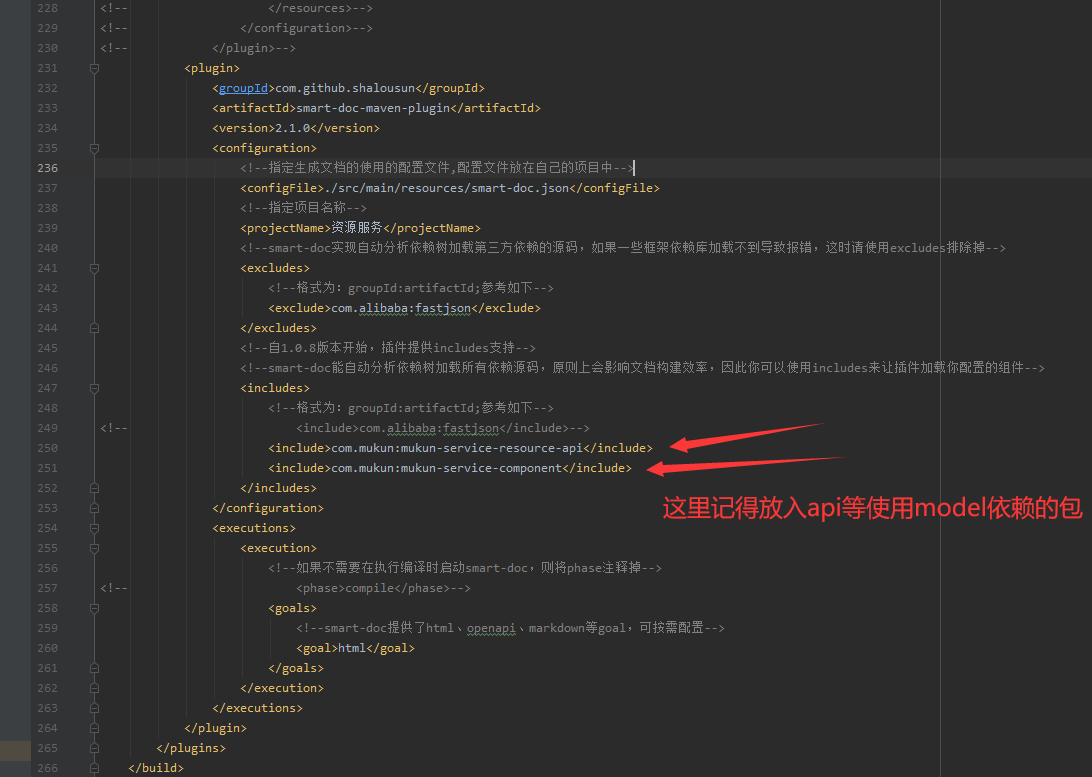 228 <!-- </resources>-->
229 <!-- </configuration>-->
230 <!-- </plugin>-->
231 <plugin>
232 <groupId>com.github.shalousun</groupId>
233 <artifactId>smart-doc-maven-plugin</artifactId>
234 <version>2.1.0</version>
235 <configuration>
236 <!--指定生成文档的使用的配置文件,配置文件放在自己的项目中-->
237 <configFile>./src/main/resources/smart-doc.json</configFile>
238 <!--指定项目名称-->
239 <projectName>资源服务</projectName>
240 <!--smart-doc实现自动分析依赖树加载第三方依赖的源码，如果一些框架依赖库加载不到导致报错，这时请使用excludes排除掉-->
241 <excludes>
242 <!--格式为：groupId:artifactId;参考如下-->
243 <exclude>com.alibaba:fastjson</exclude>
244 </excludes>
245 <!--自1.0.8版本开始，插件提供includes支持-->
246 <!--smart-doc能自动分析依赖树加载所有依赖源码，原则上会影响文档构建效率，因此你可以使用includes来让插件加载你配置的组件-->
247 <includes>
248 <!--格式为：groupId:artifactId;参考如下-->
249 <!-- <include>com.alibaba:fastjson</include>-->
250 <include>com.mukun:mukun-service-resource-api</include>
251 <include>com.mukun:mukun-service-component</include>
252 </includes>
253 </configuration>
这里记得放入api等使用model依赖的包
254 <executions>
255 <execution>
256 <!--如果不需要在执行编译时启动smart-doc，则将phase注释掉-->
257 <!-- <phase>compile</phase>-->
258 <goals>
259 <!--smart-doc提供了html、openapi、markdown等goal，可按需配置-->
260 <goal>html</goal>
261 </goals>
262 </execution>
263 </executions>
264 </plugin>
265 </plugins>
266 </build>